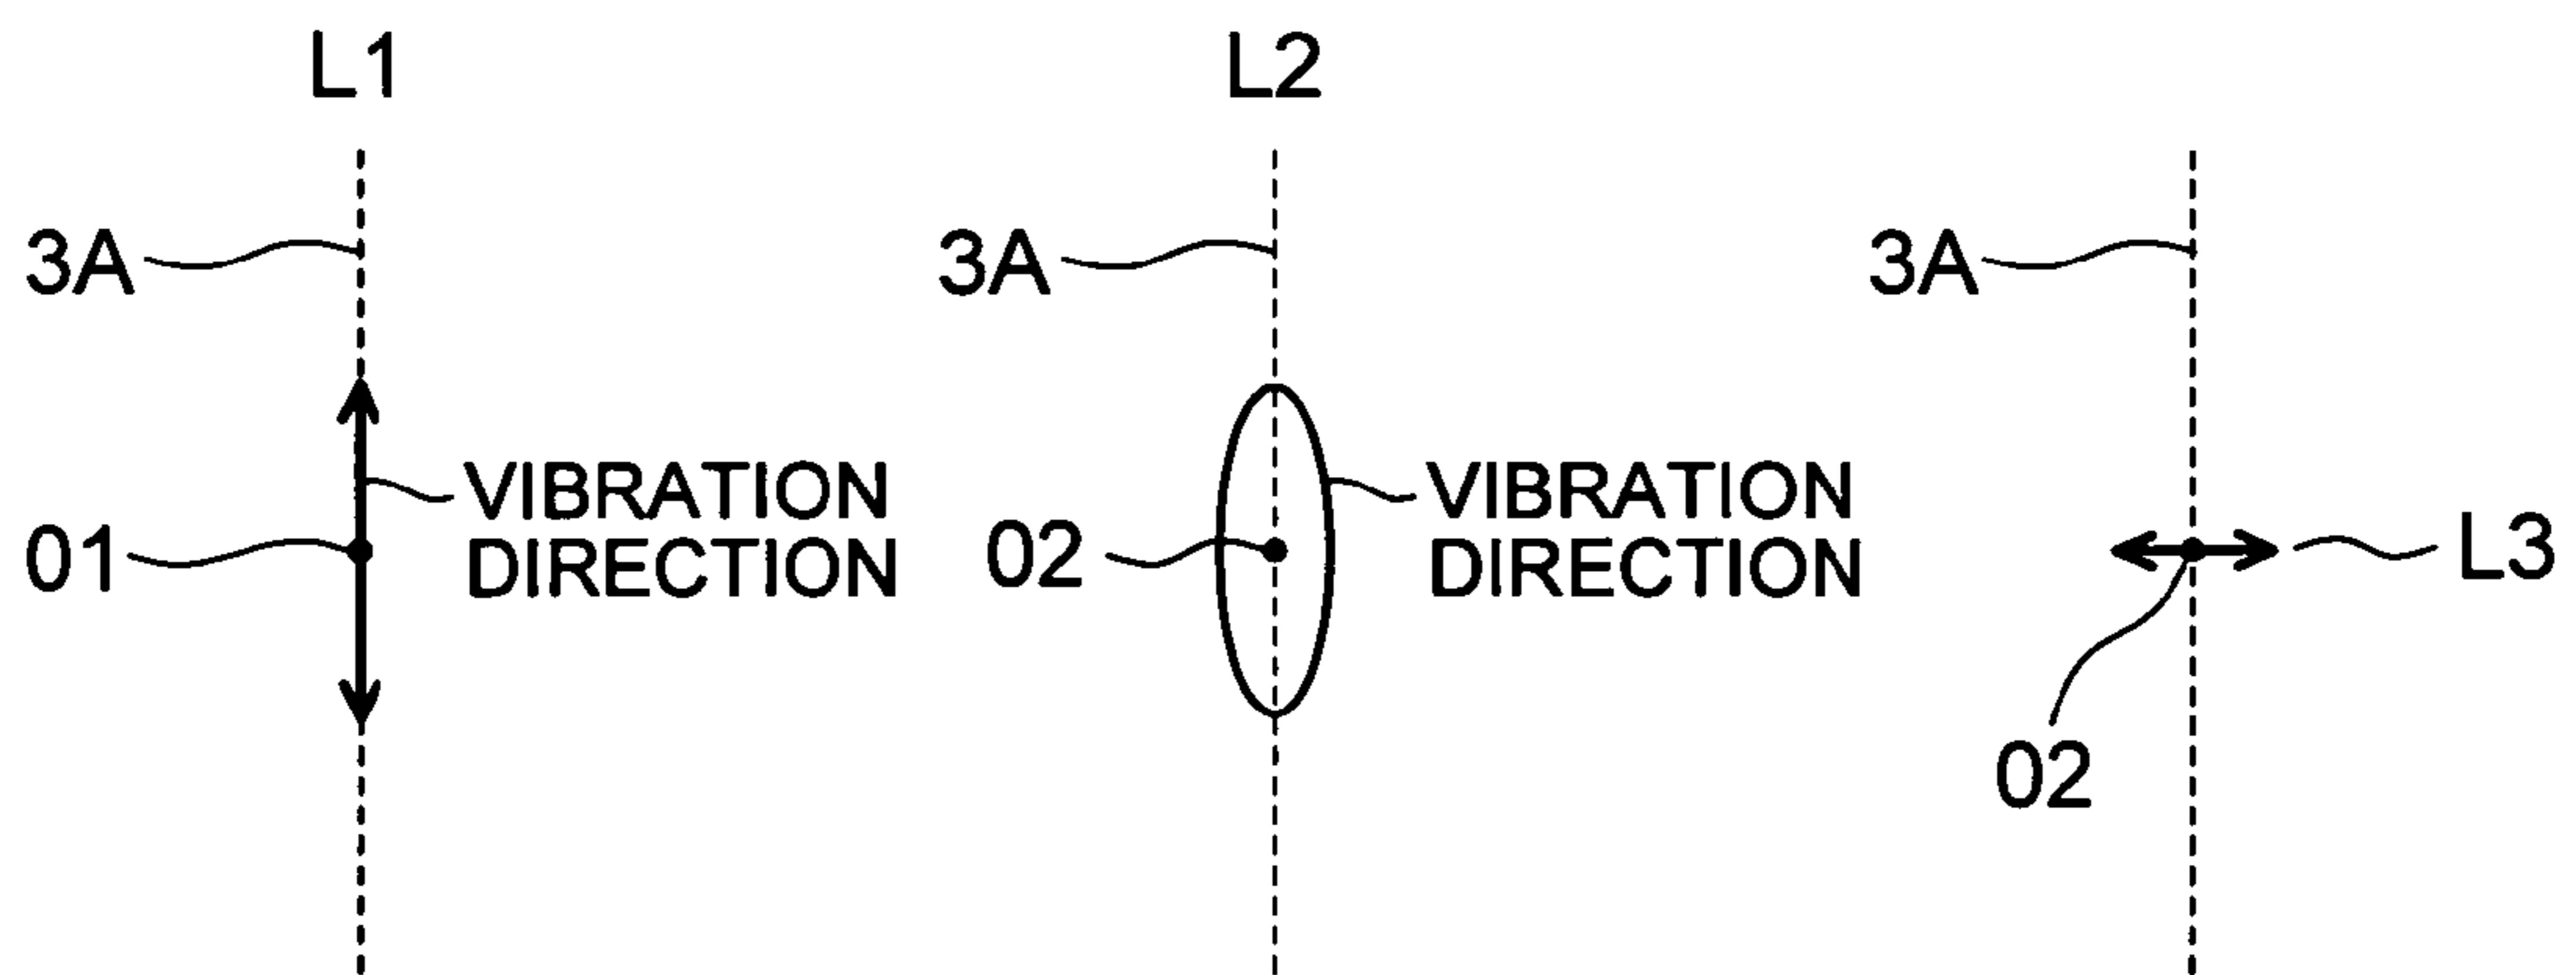 L1
3A
VIBRATION
DIRECTION
01
L2
3A
VIBRATION
DIRECTION
02
3A
L3
02